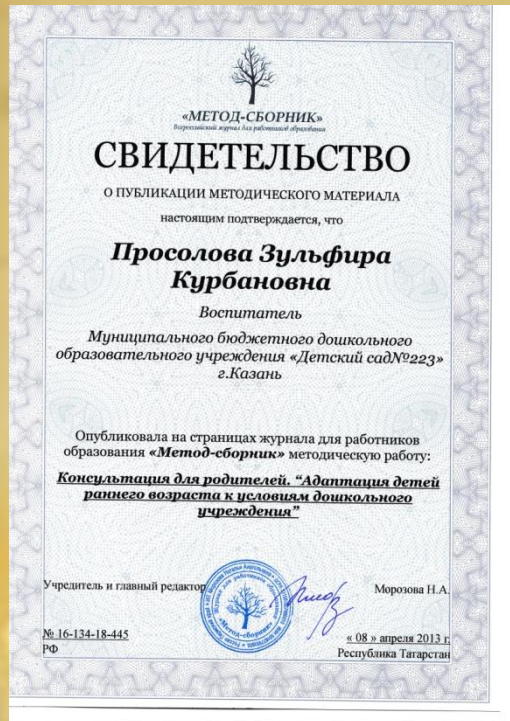 «МЕТОД-СБОРНИК»
Всероссийский журнал для работников образования
СВИДЕТЕЛЬСТВО
О ПУБЛИКАЦИИ МЕТОДИЧЕСКОГО МАТЕРИАЛА
настоящим подтверждается, что
Просолова Зульфира
Курбановна
Воспитатель
Муниципального бюджетного дошкольного
образовательного учреждения «Детский сад№223»
г.Казань
Опубликовала на страницах журнала для работников
образования «Метод-сборник» методическую работу:
Консультация для родителей. “Адаптация детей
раннего возраста к условиям дошкольного
учреждения”
Учредитель и главный редактор
Морозова Н.А.
«Метод-сборник»
№ 16-134-18-445
« 08 » апреля 2013 г.
РФ
Республика Татарстан